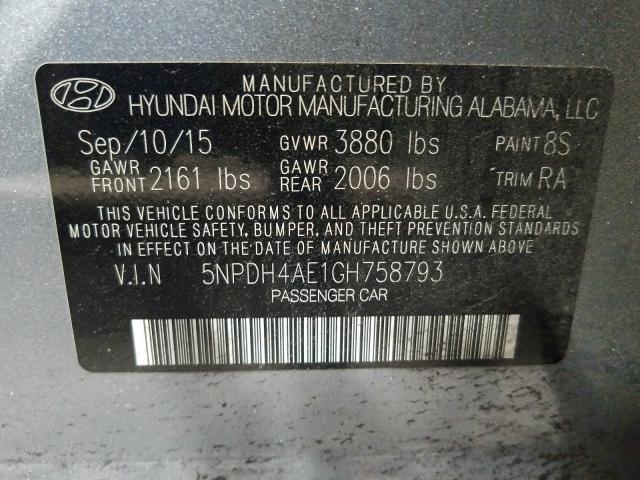 MANUFACTURED BY
HYUNDAI MOTOR MANUFACTURING ALABAMA, LLC
Sep/10/15 GVWR 3880 lbs PAINT 8S
GAWR FRONT 2161 lbs GAWR REAR 2006 lbs TRIM RA
THIS VEHICLE CONFORMS TO ALL APPLICABLE U.S.A. FEDERAL
MOTOR VEHICLE SAFETY, BUMPER, AND THEFT PREVENTION STANDARDS
IN EFFECT ON THE DATE OF MANUFACTURE SHOWN ABOVE.
V.I.N 5NPDH4AE1GH758793
PASSENGER CAR